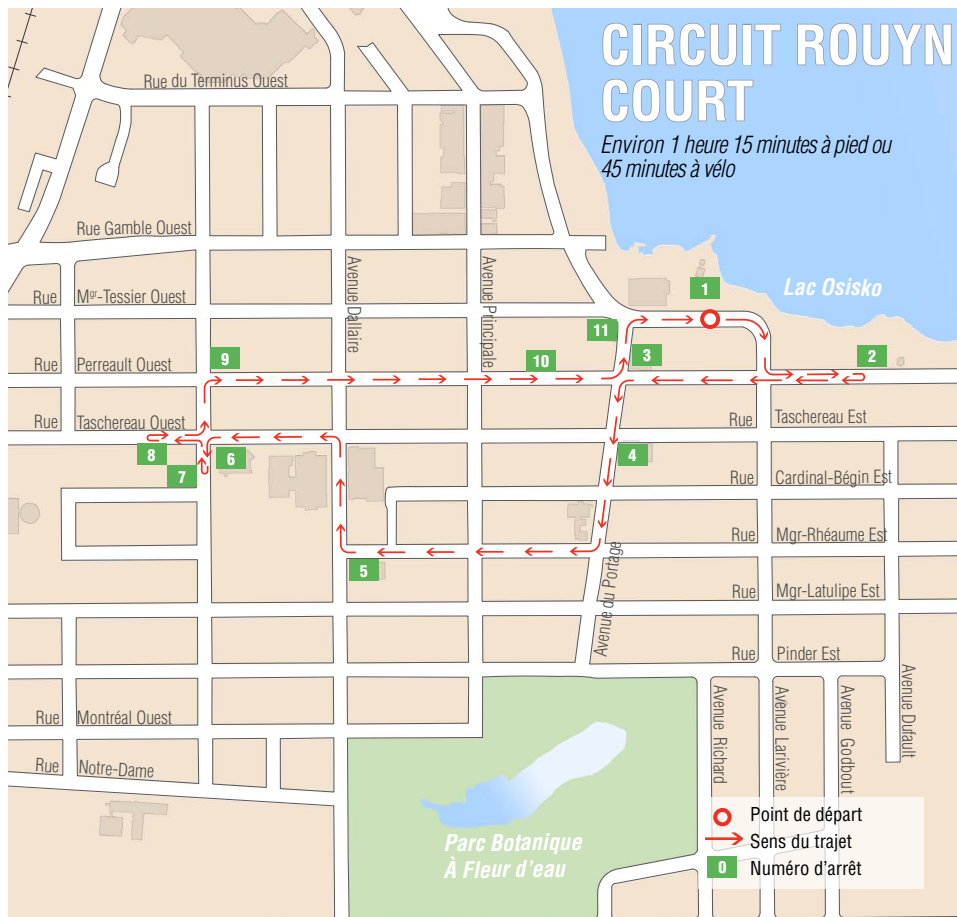 CIRCUIT ROUYN
COURT
Environ 1 heure 15 minutes à pied ou
45 minutes à vélo
Rue du Terminus Ouest
Rue Gamble Ouest
Avenue Dallaire
Avenue Principale
Lac Osisko
Rue Mgr-Tessier Ouest
1
11
Rue Perreault Ouest
9
10
3
2
Rue Taschereau Ouest
Rue Taschereau Est
8
7
6
4
Rue Cardinal-Bégin Est
Rue Mgr-Rhéaume Est
5
Avenue du Portage
Rue Mgr-Latulipe Est
Rue Pinder Est
Rue Montréal Ouest
Rue Notre-Dame
Avenue Richard
Avenue Larivière
Avenue Godbout
Avenue Dufault
Parc Botanique
À Fleur d'eau
Point de départ
Sens du trajet
0 Numéro d'arrêt